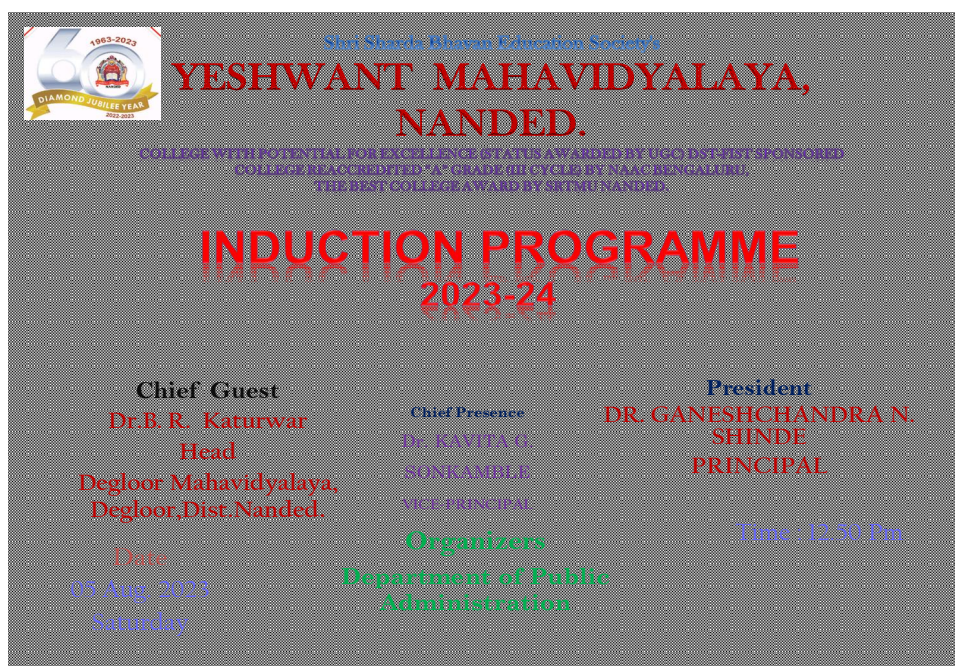 1963-2023
60
DIAMOND JUBILEE YEAR
2022-2023
Shri Sharda Bhavan Education Society's
YESHWANT MAHAVIDYALAYA,
NANDED.
COLLEGE WITH POTENTIAL FOR EXCELLENCE (STATUS AWARDED BY UGC) DST-FIST SPONSORED
COLLEGE REACCREDITED "A" GRADE (III CYCLE) BY NAAC BENGALURU,
THE BEST COLLEGE AWARD BY SRTMU NANDED.
INDUCTION PROGRAMME
2023-24
Chief Guest
Dr.B. R. Katurwar
Head
Degloor Mahavidyalaya,
Degloor,Dist.Nanded.
Chief Presence
Dr. KAVITA G.
SONKAMBLE
VICE-PRINCIPAL
President
DR. GANESHCHANDRA N.
SHINDE
PRINCIPAL
Time : 12.30 Pm
Organizers
Department of Public
Administration
Date
05 Aug. 2023
Saturday